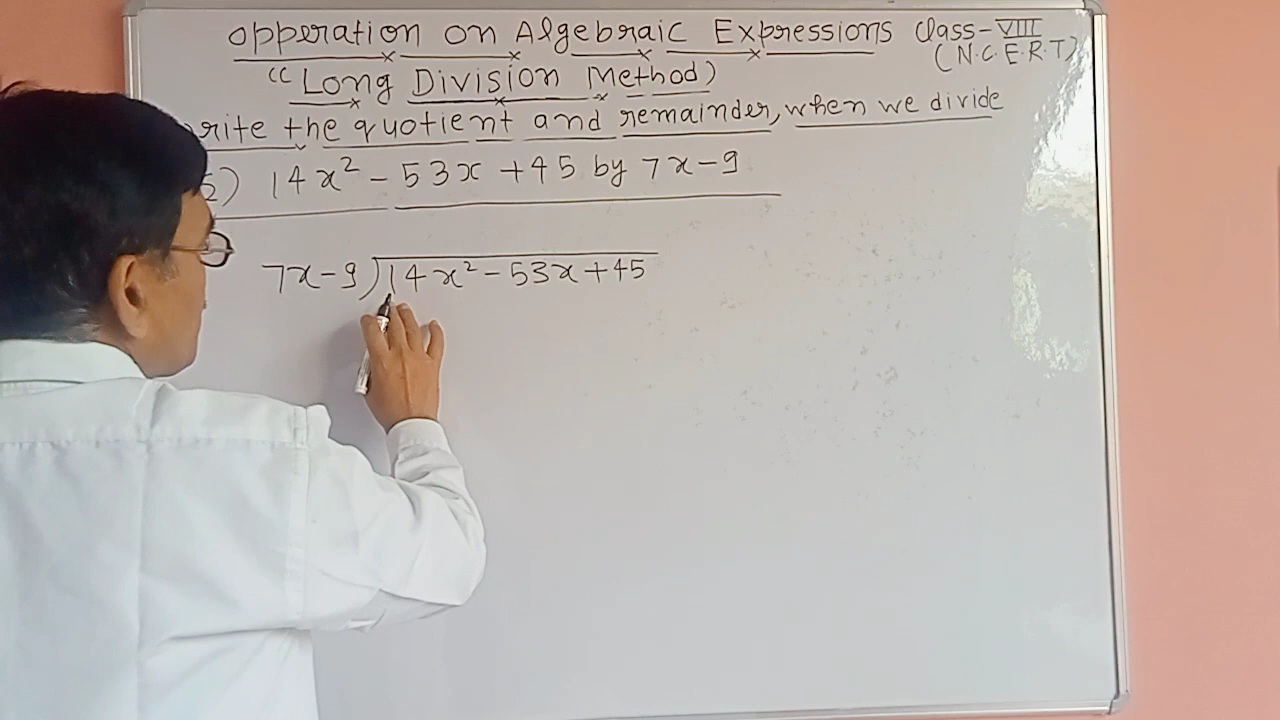 Opperation on Algebraic Expressions Class-VIII
(N.C.E.R.T)
"Long Division Method)
rite the quotient and remainder, when we divide
) 14x² - 53x + 45 by 7x - 9
7x - 9)14x² - 53x + 45